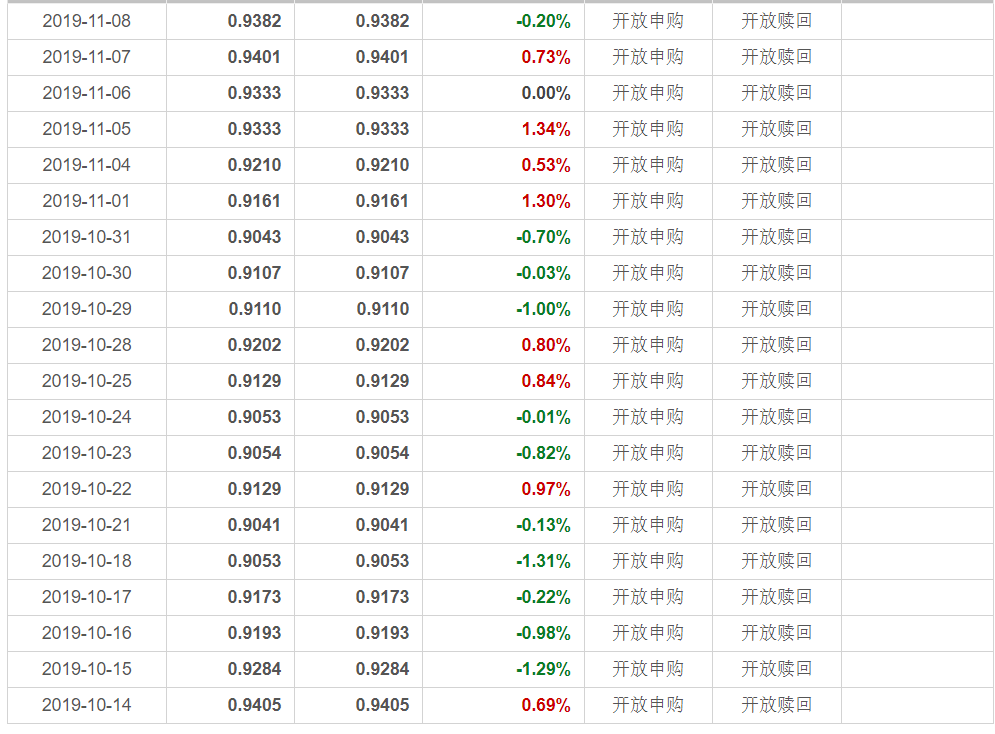 2019-11-08 0.9382 0.9382 -0.20% 开放申购 开放赎回
2019-11-07 0.9401 0.9401 0.73% 开放申购 开放赎回
2019-11-06 0.9333 0.9333 0.00% 开放申购 开放赎回
2019-11-05 0.9333 0.9333 1.34% 开放申购 开放赎回
2019-11-04 0.9210 0.9210 0.53% 开放申购 开放赎回
2019-11-01 0.9161 0.9161 1.30% 开放申购 开放赎回
2019-10-31 0.9043 0.9043 -0.70% 开放申购 开放赎回
2019-10-30 0.9107 0.9107 -0.03% 开放申购 开放赎回
2019-10-29 0.9110 0.9110 -1.00% 开放申购 开放赎回
2019-10-28 0.9202 0.9202 0.80% 开放申购 开放赎回
2019-10-25 0.9129 0.9129 0.84% 开放申购 开放赎回
2019-10-24 0.9053 0.9053 -0.01% 开放申购 开放赎回
2019-10-23 0.9054 0.9054 -0.82% 开放申购 开放赎回
2019-10-22 0.9129 0.9129 0.97% 开放申购 开放赎回
2019-10-21 0.9041 0.9041 -0.13% 开放申购 开放赎回
2019-10-18 0.9053 0.9053 -1.31% 开放申购 开放赎回
2019-10-17 0.9173 0.9173 -0.22% 开放申购 开放赎回
2019-10-16 0.9193 0.9193 -0.98% 开放申购 开放赎回
2019-10-15 0.9284 0.9284 -1.29% 开放申购 开放赎回
2019-10-14 0.9405 0.9405 0.69% 开放申购 开放赎回